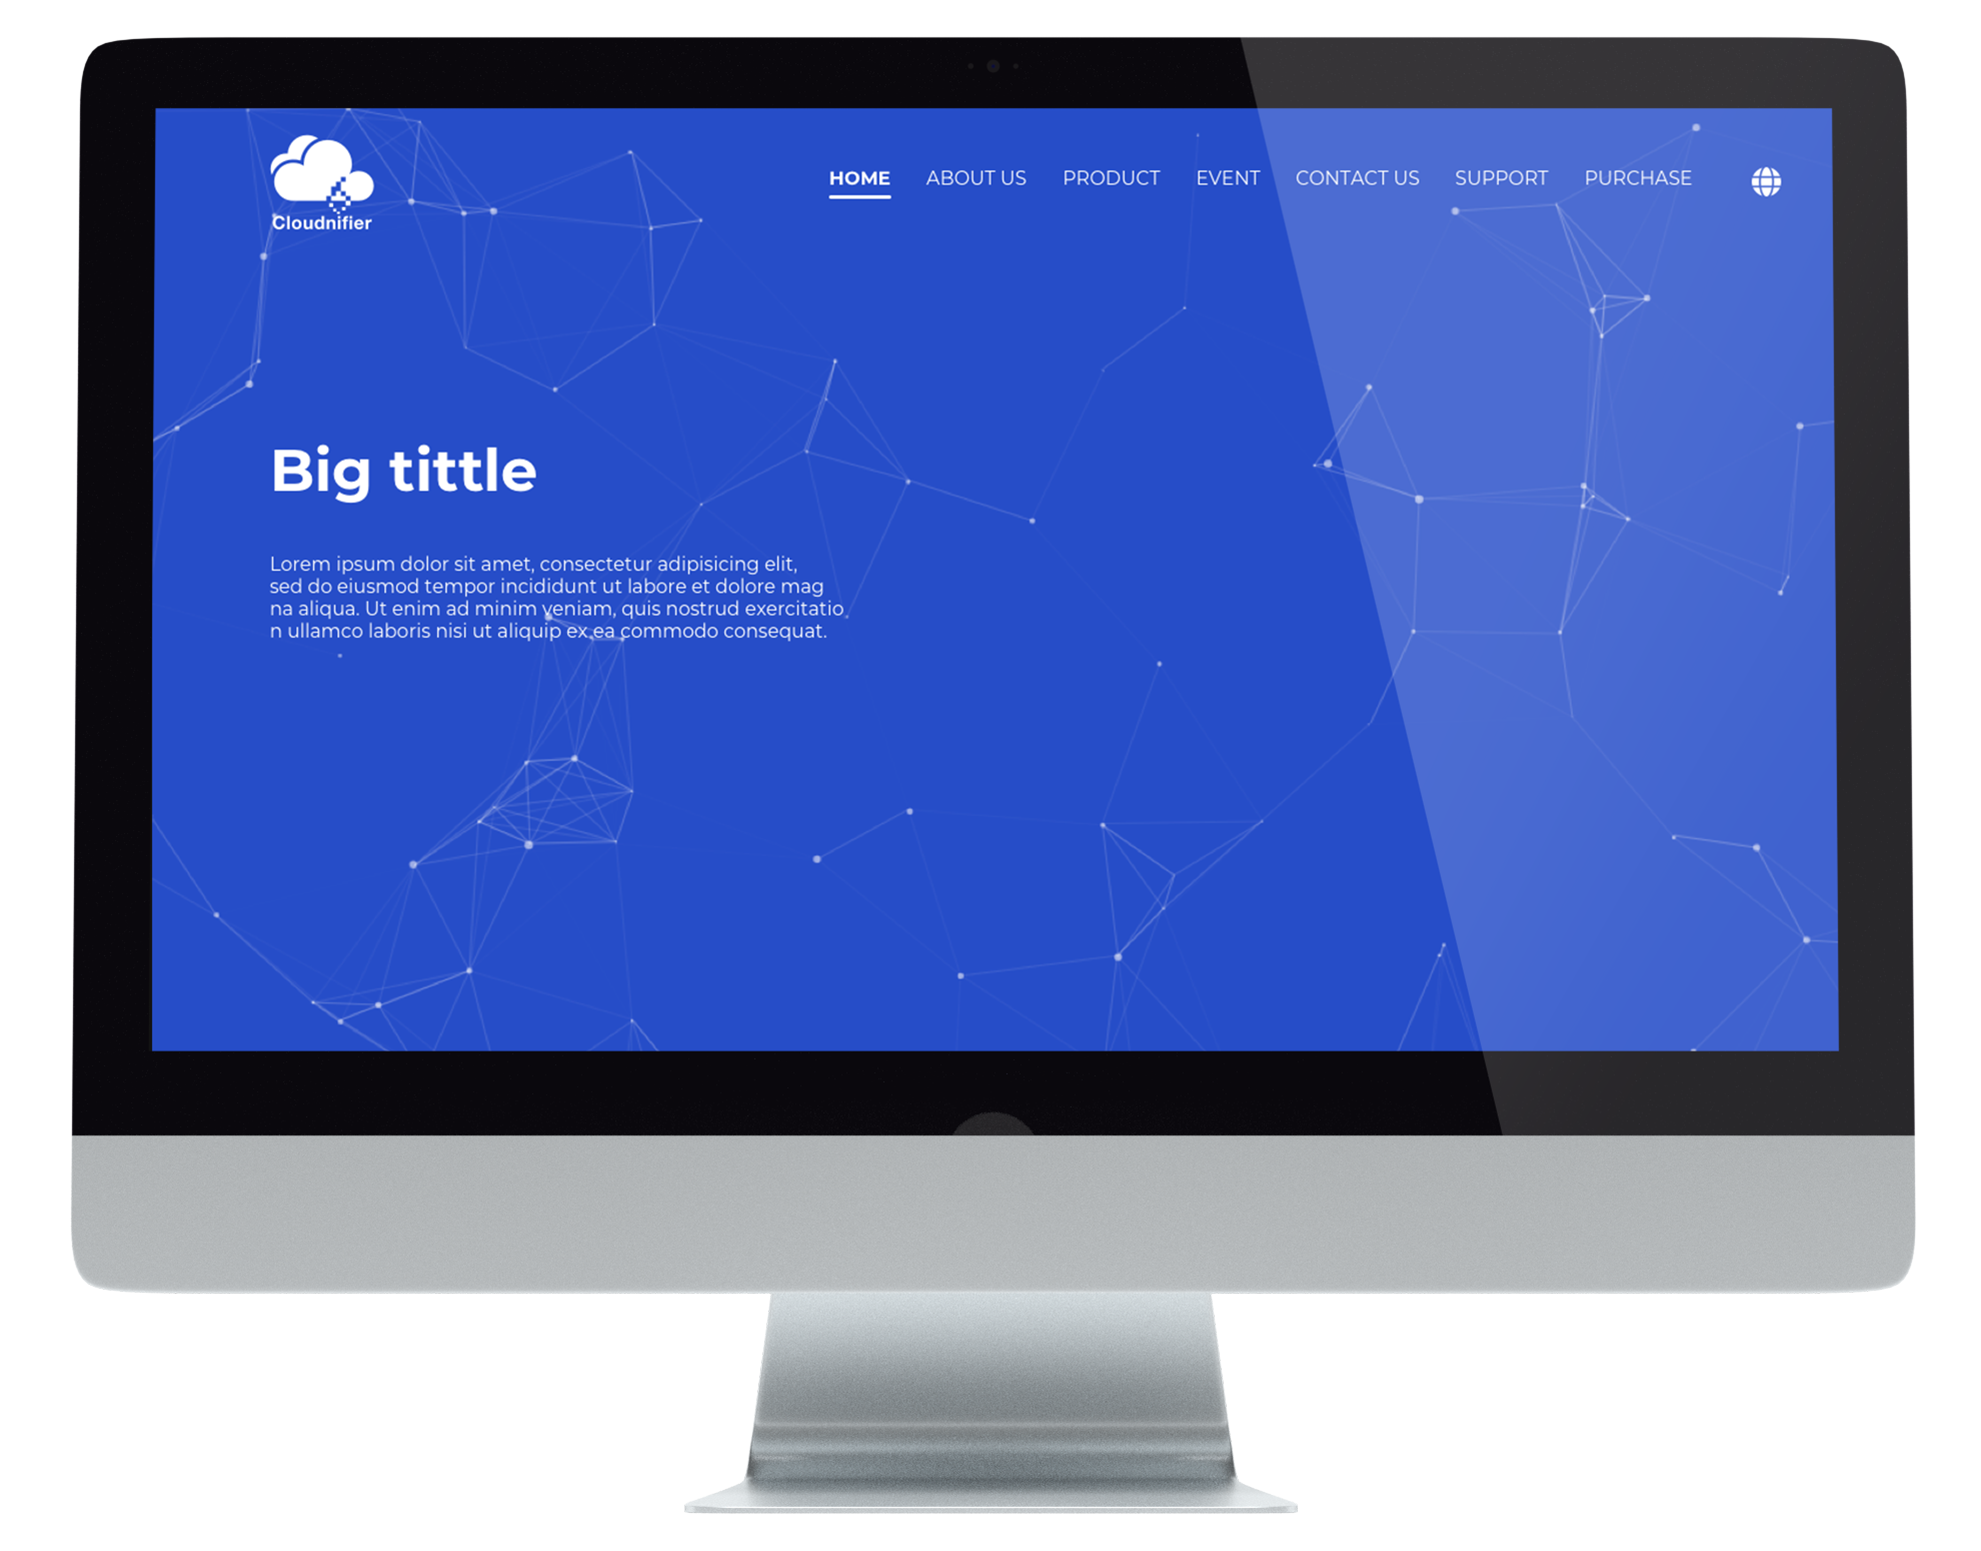 Cloudnifier
HOME ABOUT US PRODUCT EVENT CONTACT US SUPPORT PURCHASE
Big tittle
Lorem ipsum dolor sit amet, consectetur adipisicing elit,
sed do eiusmod tempor incididunt ut labore et dolore mag
na aliqua. Ut enim ad minim veniam, quis nostrud exercitatio
n ullamco laboris nisi ut aliquip ex ea commodo consequat.